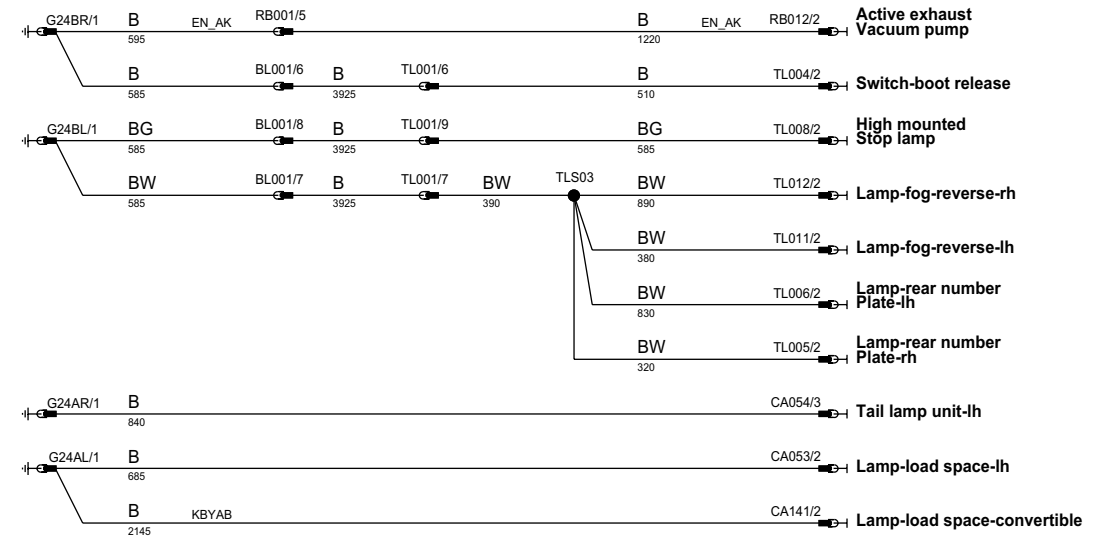 G24BR/1 B EN_AK RB001/5 B EN_AK RB012/2 Active exhaust
Vacuum pump
595 1220
B BL001/6 B TL001/6 B TL004/2 Switch-boot release
585 3925 510
G24BL/1 BG BL001/8 B TL001/9 BG TL008/2 High mounted
Stop lamp
585 3925 585
BW BL001/7 B TL001/7 BW TLS03 BW TL012/2 Lamp-fog-reverse-rh
585 3925 390 890
BW TL011/2 Lamp-fog-reverse-lh
380
BW TL006/2 Lamp-rear number
Plate-lh
830
BW TL005/2 Lamp-rear number
Plate-rh
320
G24AR/1 B CA054/3 Tail lamp unit-lh
840
G24AL/1 B CA053/2 Lamp-load space-lh
685
B KBYAB CA141/2 Lamp-load space-convertible
2145